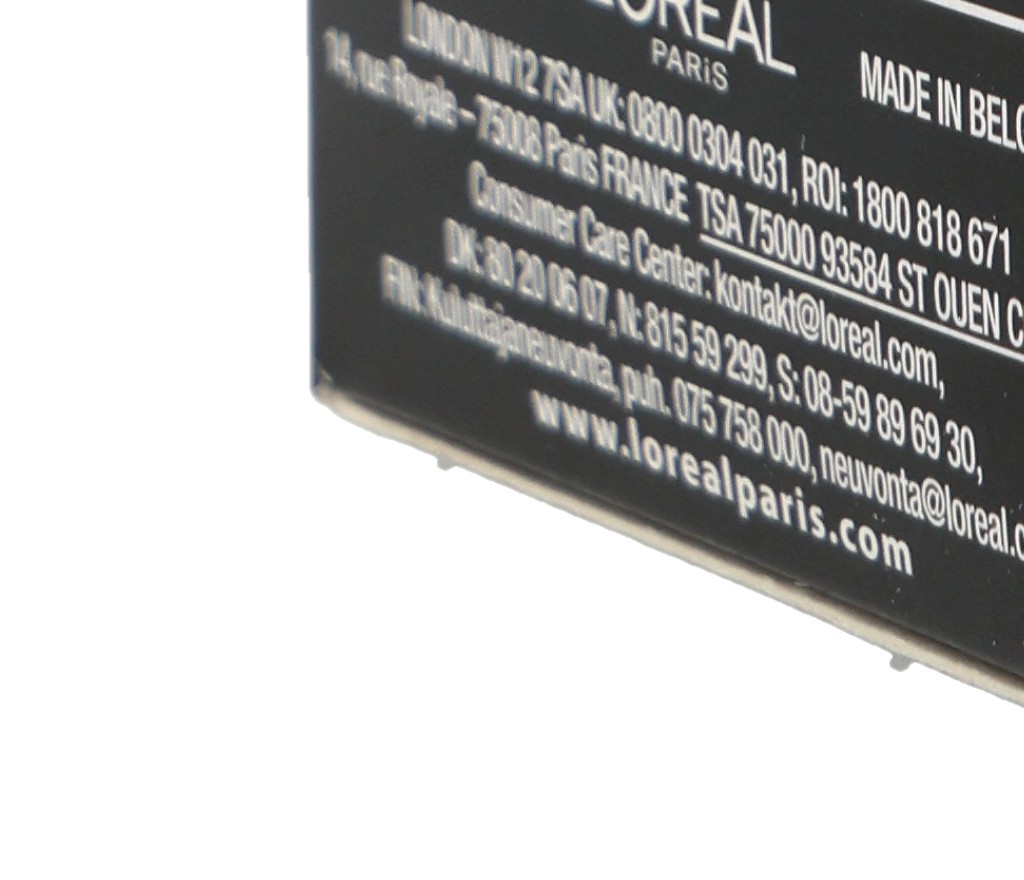 L'ORÉAL
PARiS
MADE IN BELG
LONDON W12 7SA UK: 0800 0304 031, ROI: 1800 818 671
14, rue Royale – 75008 Paris FRANCE TSA 75000 93584 ST OUEN C
Consumer Care Center: kontakt@loreal.com,
DK: 80 20 06 07, N: 815 59 299, S: 08-59 89 69 30,
FIN: Kuluttajaneuvonta, puh. 075 758 000, neuvonta@loreal.c
www.lorealparis.com